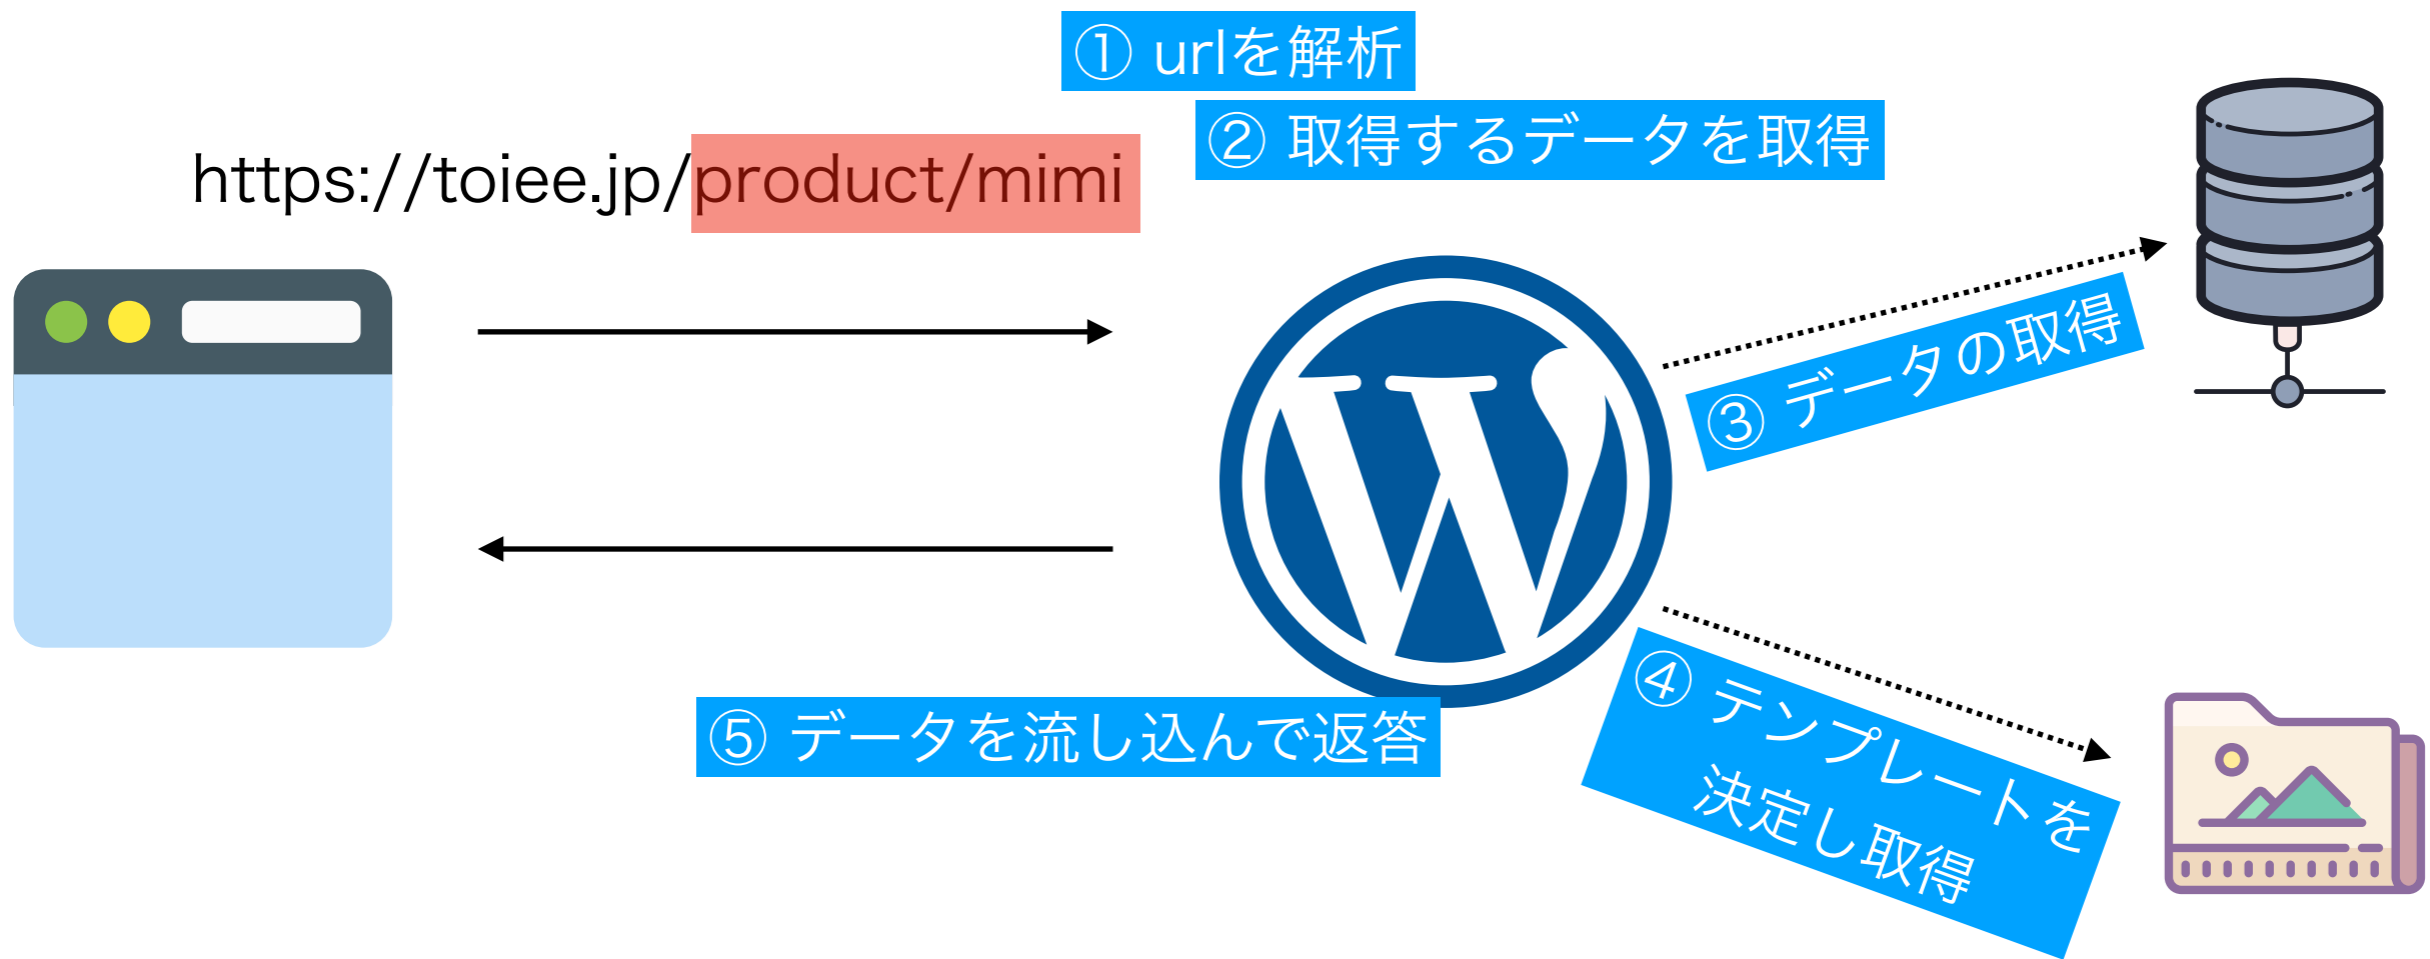 ① urlを解析
② 取得するデータを取得
https://toiee.jp/product/mimi
③ データの取得
④ テンプレートを
決定し取得
⑤ データを流し込んで返答